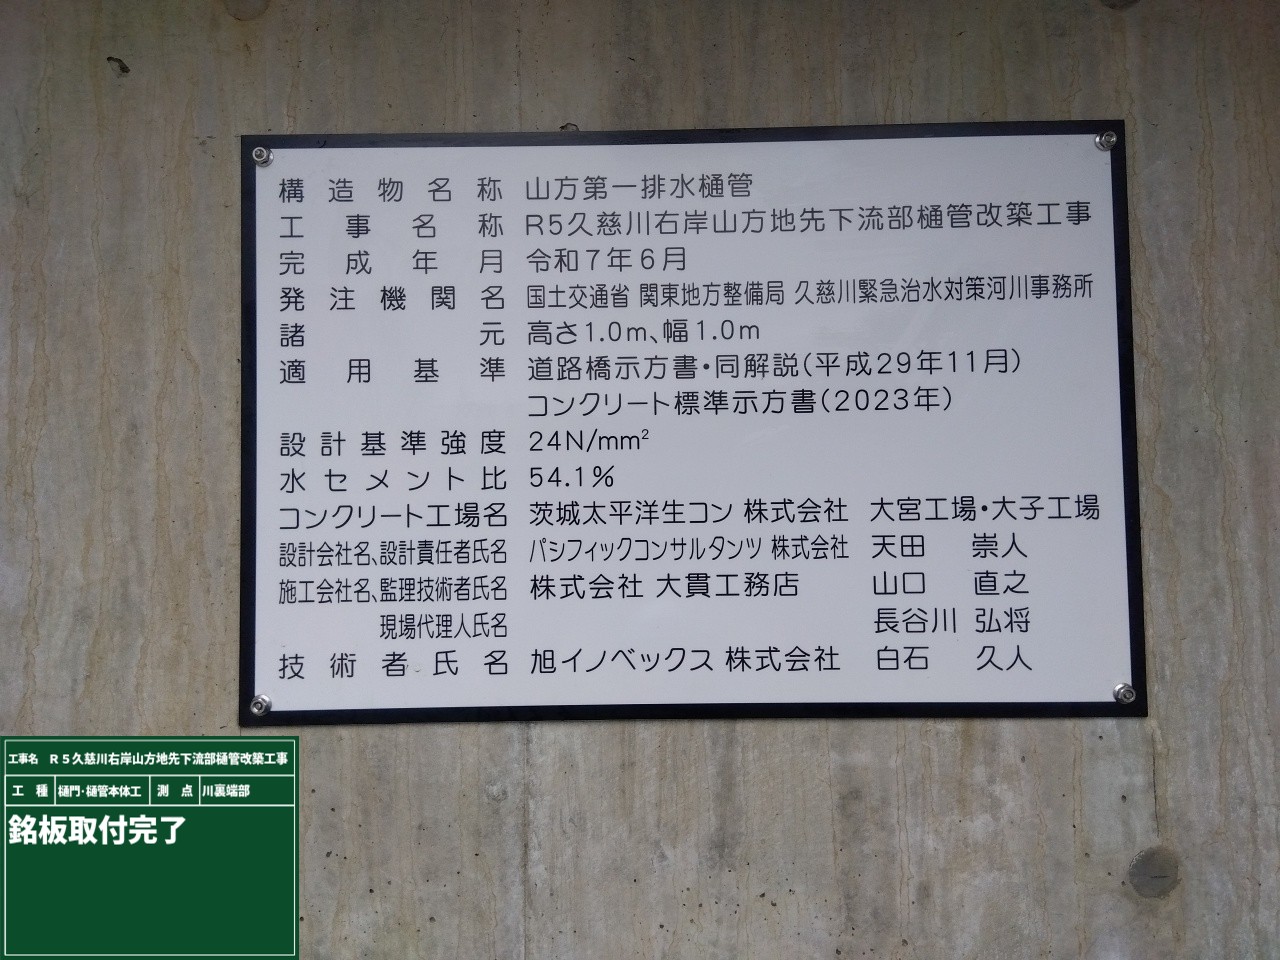 構造物名称 山方第一排水樋管
工事名称 R5久慈川右岸山方地先下流部樋管改築工事
完成年月 令和7年6月
発注機関名 国土交通省 関東地方整備局 久慈川緊急治水対策河川事務所
諸元 高さ1.0m、幅1.0m
適用基準 道路橋示方書・同解説(平成29年11月)
コンクリート標準示方書(2023年)
設計基準強度 24N/mm²
水セメント比 54.1%
コンクリート工場名 茨城太平洋生コン 株式会社 大宮工場・大子工場
設計会社名、設計責任者氏名 パシフィックコンサルタンツ 株式会社 天田 崇人
施工会社名、監理技術者氏名 株式会社 大貫工務店 山口 直之
現場代理人氏名 長谷川 弘将
技術者氏名 旭イノベックス 株式会社 白石 久人
工事名 R5久慈川右岸山方地先下流部樋管改築工事
工種 樋門・樋管本体工 測点 川裏端部
銘板取付完了